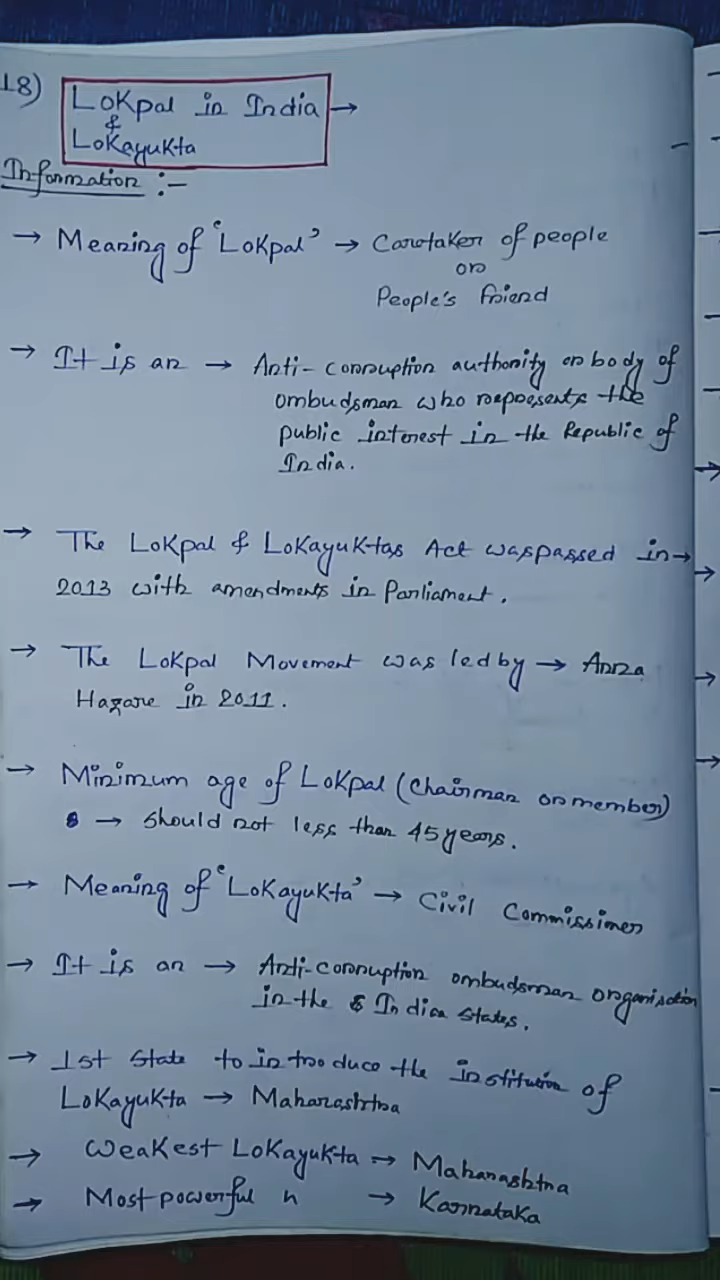 18) LoKpal in India →
&
LoKayukta
Information :-
→ Meaning of 'LoKpal' → Caretaker of people
or
People's friend
→ It is an → Anti-corruption authority or body of
ombudsman who represents the
public interest in the Republic of
India.
→ The LoKpal & LoKayuKtas Act was passed in →
2013 with amendments in Parliament.
→ The LoKpal Movement was led by → Anna
Hazare in 2011.
→ Minimum age of LoKpal (Chairman or member)
→ should not less than 45 years.
→ Meaning of 'LoKayuKta' → Civil Commissioner
→ It is an → Anti-corruption ombudsman organisation
in the Indian states.
→ 1st State to introduce the institution of
LoKayuKta → Maharashtra
→ WeaKest LoKayuKta → Maharashtra
→ Most powerful " → KarnataKa